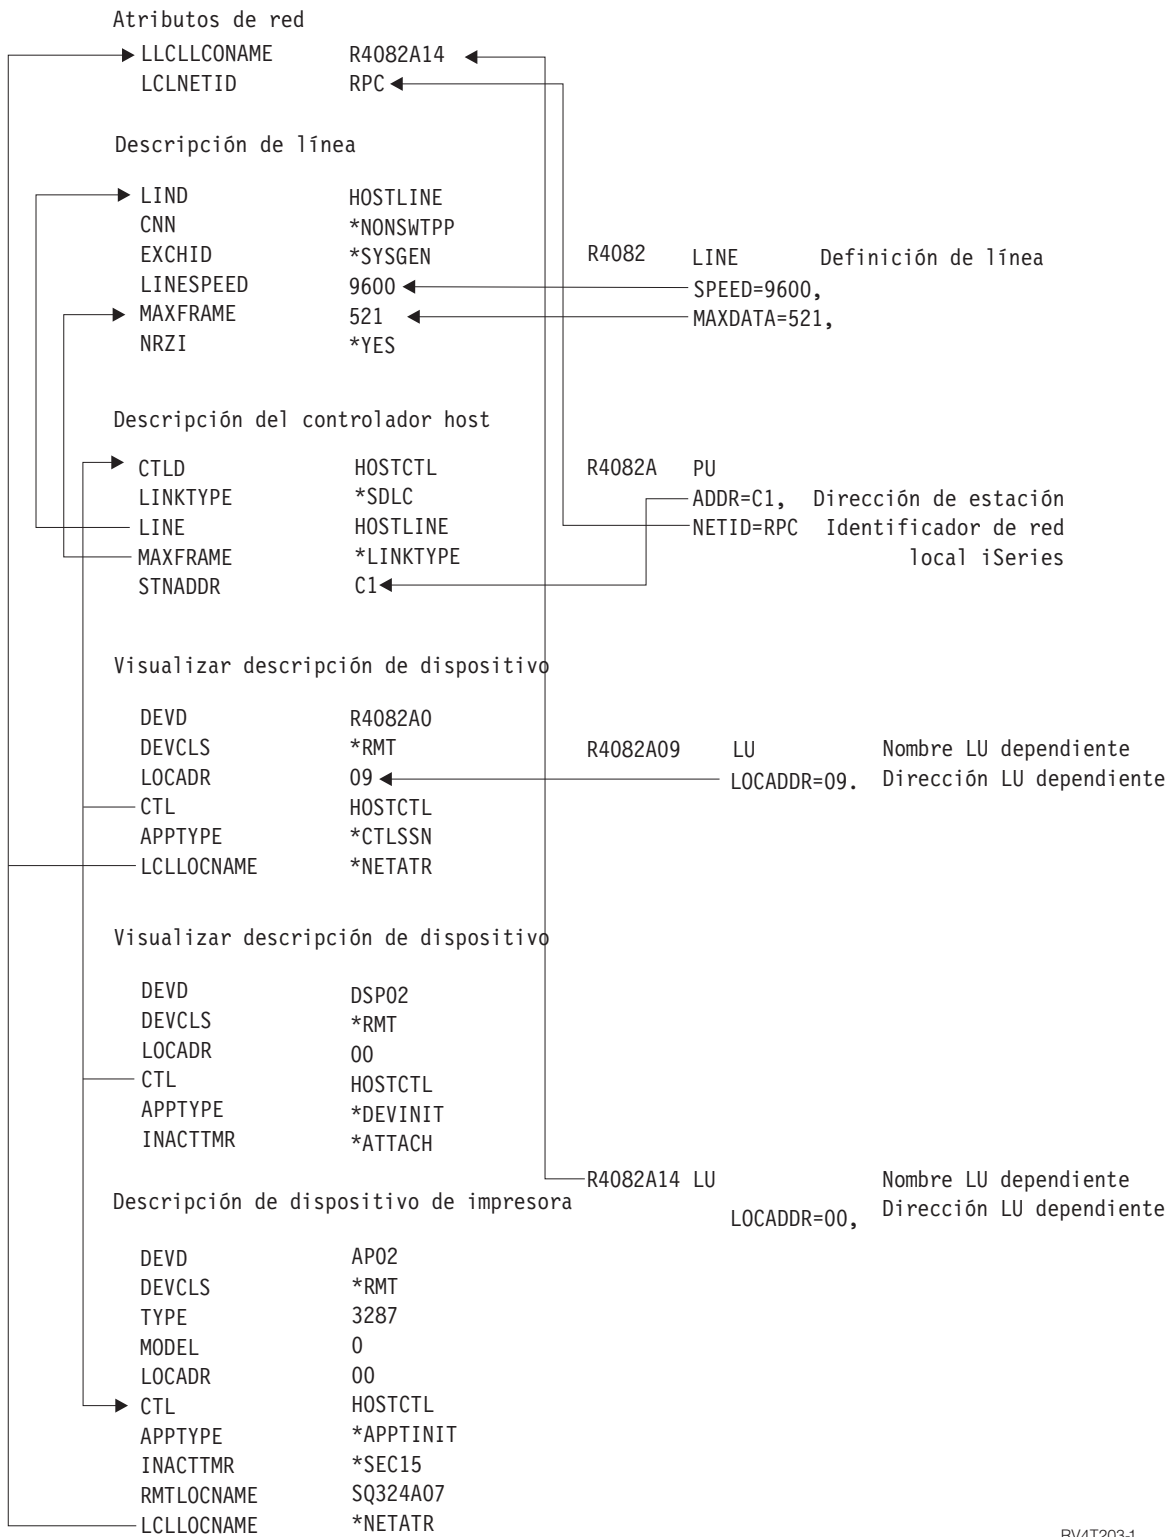 Atributos de red
LLCLLCONAME R4082A14
LCLNETID RPC
Descripción de línea
LIND HOSTLINE
CNN *NONSWTPP
EXCHID *SYSGEN
R4082 LINE Definición de línea
LINESPEED 9600 SPEED=9600,
MAXFRAME 521 MAXDATA=521,
NRZI *YES
Descripción del controlador host
CTLD HOSTCTL R4082A PU
LINKTYPE *SDLC ADDR=C1, Dirección de estación
LINE HOSTLINE NETID=RPC Identificador de red
MAXFRAME *LINKTYPE local iSeries
STNADDR C1
Visualizar descripción de dispositivo
DEVD R4082A0
DEVCLS *RMT R4082A09 LU Nombre LU dependiente
LOCADR 09 LOCADDR=09. Dirección LU dependiente
CTL HOSTCTL
APPTYPE *CTLSSN
LCLLOCNAME *NETATR
Visualizar descripción de dispositivo
DEVD DSP02
DEVCLS *RMT
LOCADR 00
CTL HOSTCTL
APPTYPE *DEVINIT
INACTTMR *ATTACH
R4082A14 LU Nombre LU dependiente
Descripción de dispositivo de impresora
LOCADDR=00, Dirección LU dependiente
DEVD AP02
DEVCLS *RMT
TYPE 3287
MODEL 0
LOCADR 00
CTL HOSTCTL
APPTYPE *APPTINIT
INACTTMR *SEC15
RMTLOCNAME SQ324A07
LCLLOCNAME *NETATR
RV4T203-1